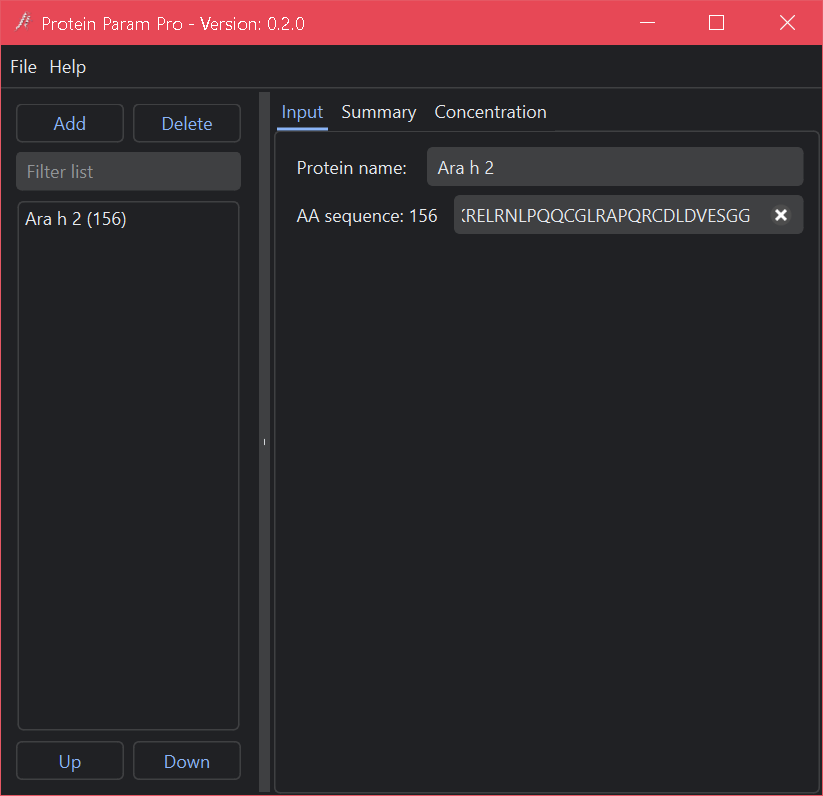 Protein Param Pro - Version: 0.2.0
File Help
Add Delete
Filter list
Ara h 2 (156)
Up Down
Input Summary Concentration
Protein name: Ara h 2
AA sequence: 156 RELRNLPQQCGLRAPQRCDLDVESGG